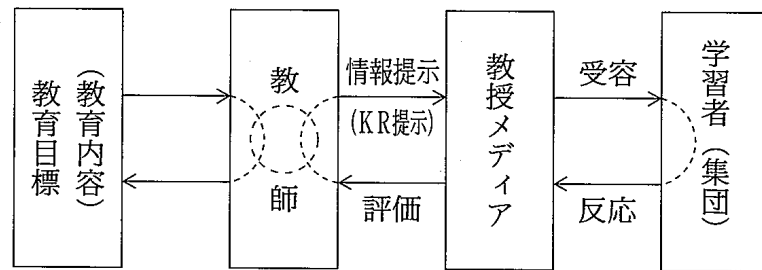 教育目標
(教育内容)
教師
情報提示
(KR提示)
評価
教授メディア
受容
反応
学習者(集団)